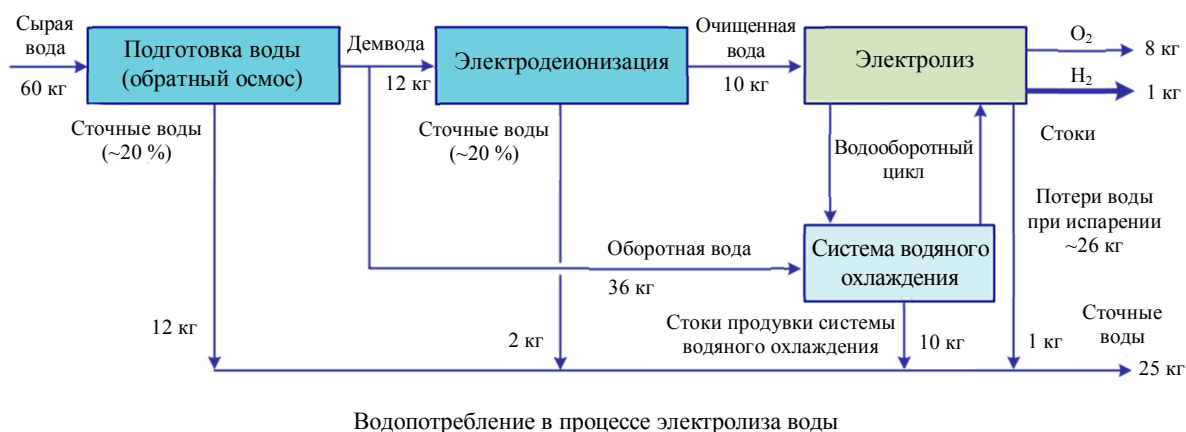 Сырая
вода
60 кг
Подготовка воды
(обратный осмос)
Демвода
12 кг
Электродеионизация
Очищенная
вода
10 кг
Электролиз
O₂
8 кг
H₂
1 кг
Сточные воды
(~20 %)
Сточные воды
(~20 %)
Водооборотный
цикл
Стоки
Потери воды
при испарении
~26 кг
Оборотная вода
36 кг
Система водяного
охлаждения
12 кг
2 кг
Стоки продувки системы
водяного охлаждения
10 кг
1 кг
Сточные
воды
25 кг
Водопотребление в процессе электролиза воды